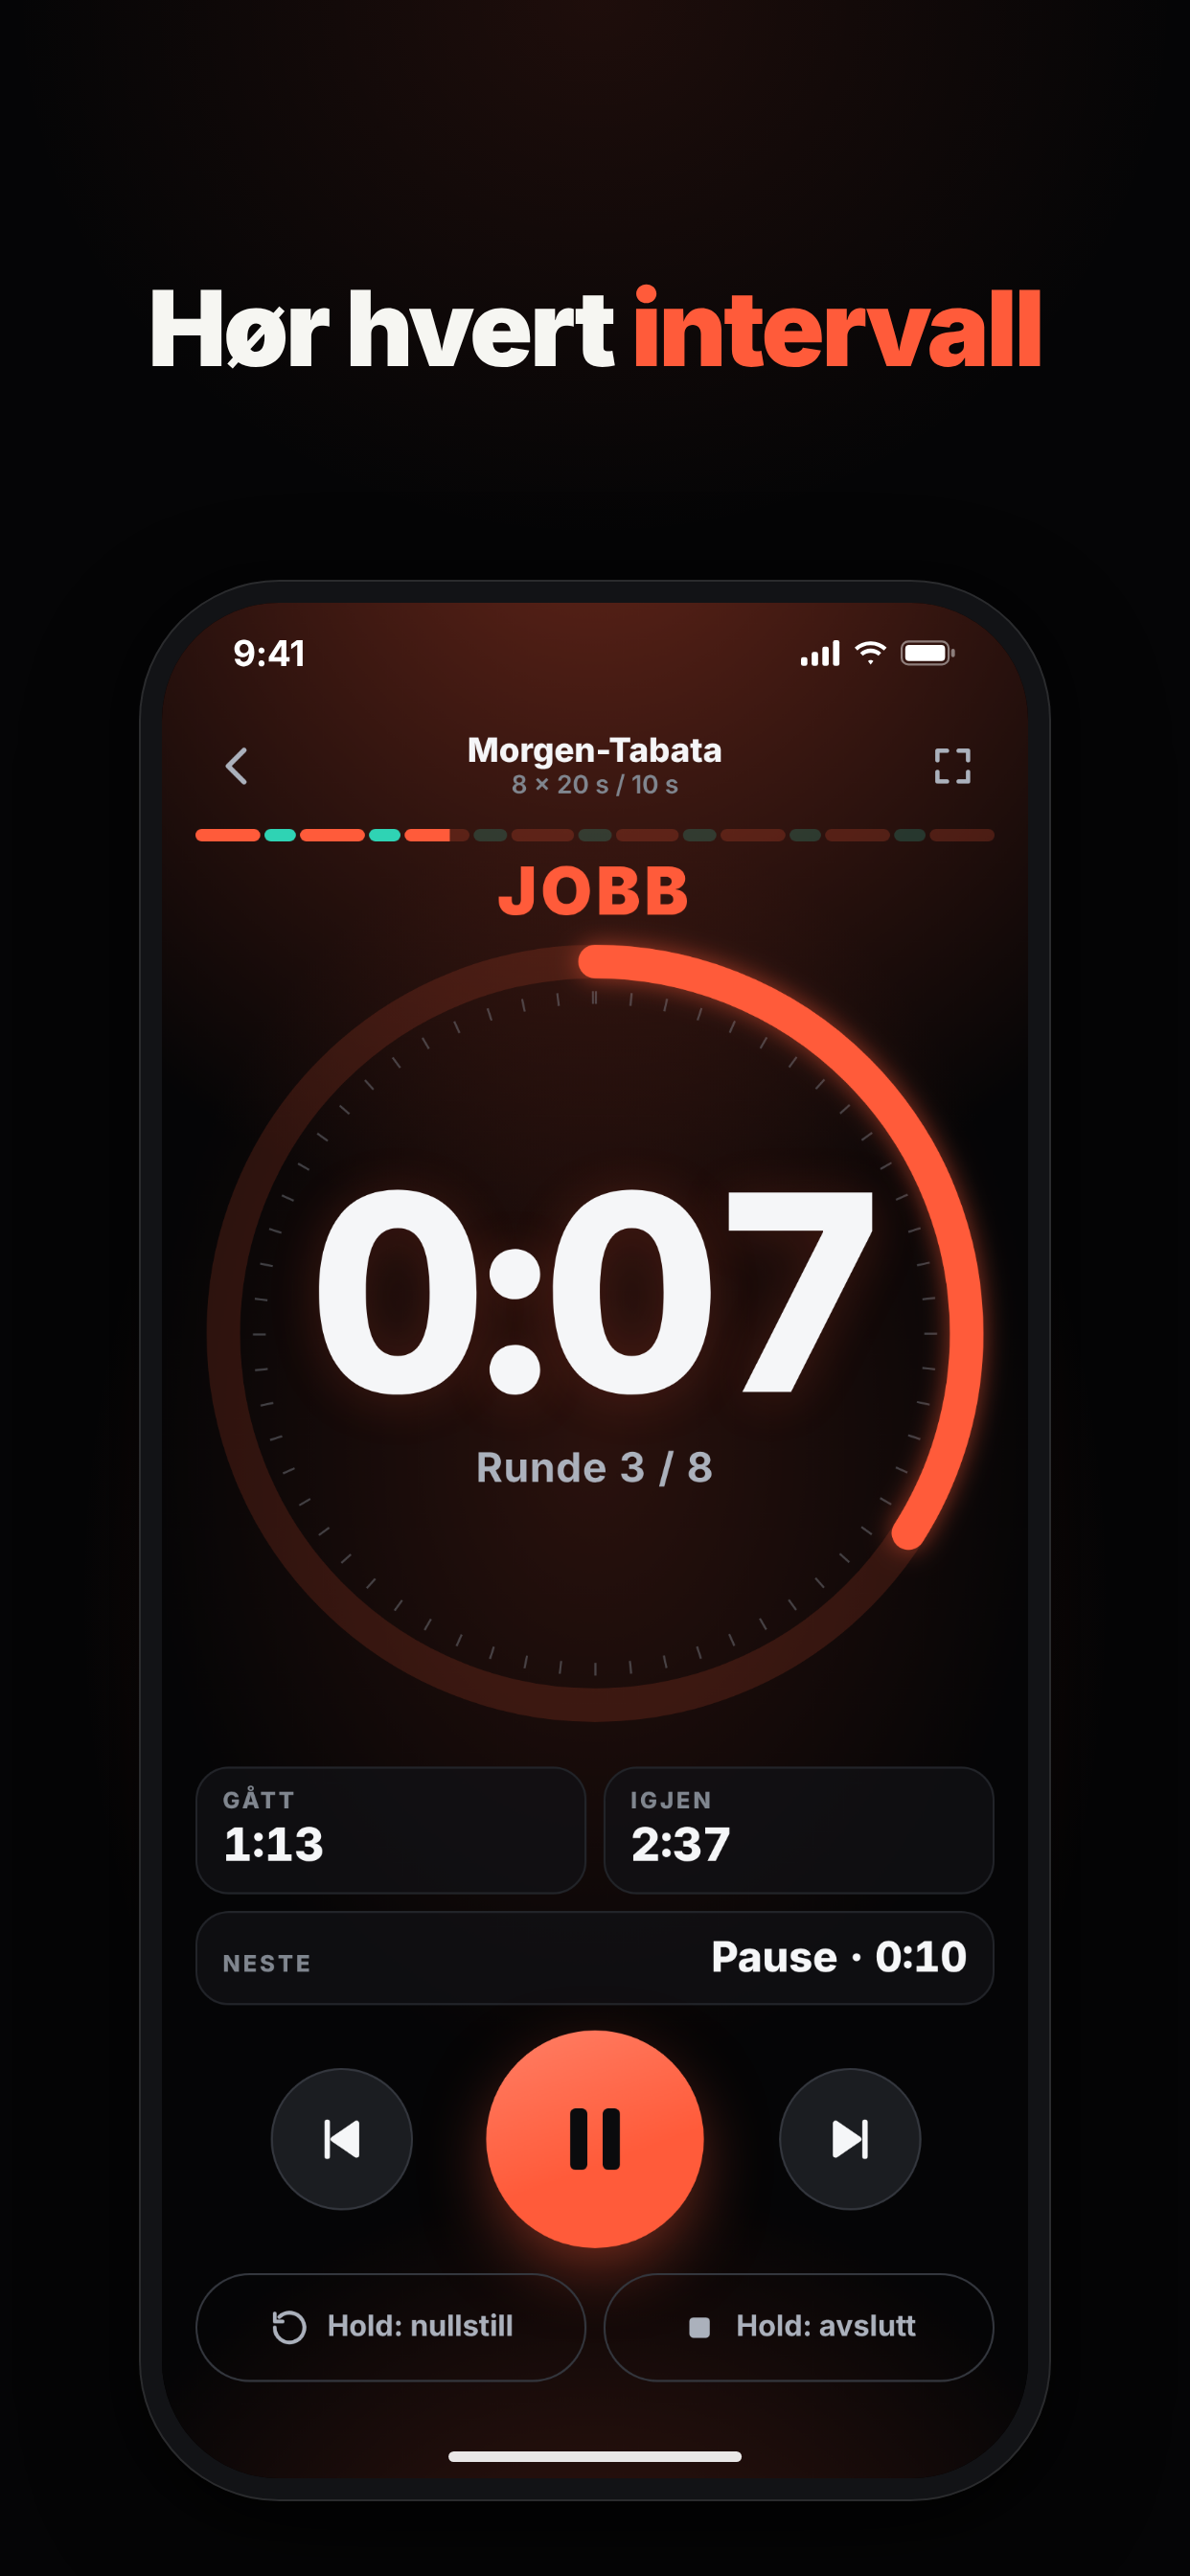 Hør hvert intervall
9:41
Morgen-Tabata
8 × 20 s / 10 s
JOBB
0:07
Runde 3 / 8
GÅTT
1:13
IGJEN
2:37
NESTE
Pause · 0:10
Hold: nullstill
Hold: avslutt